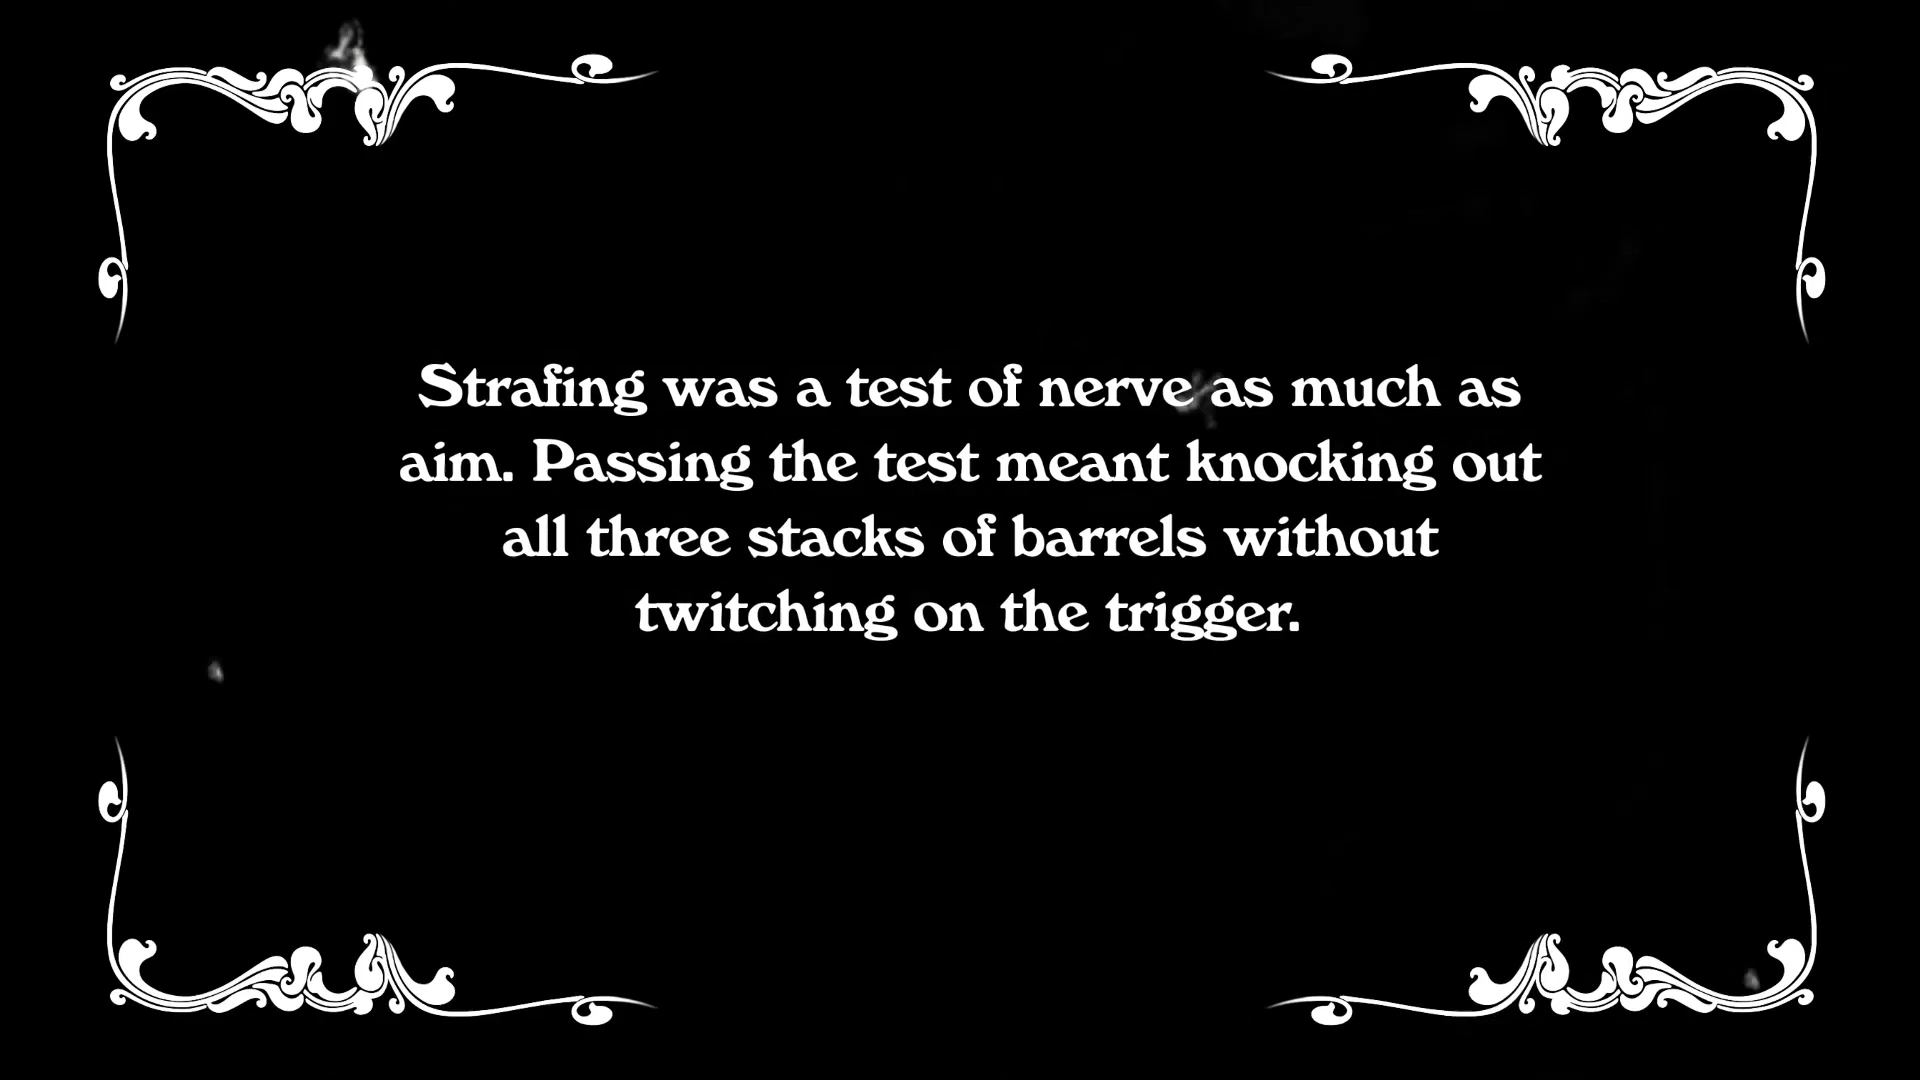 Strafing was a test of nerve as much as
aim. Passing the test meant knocking out
all three stacks of barrels without
twitching on the trigger.